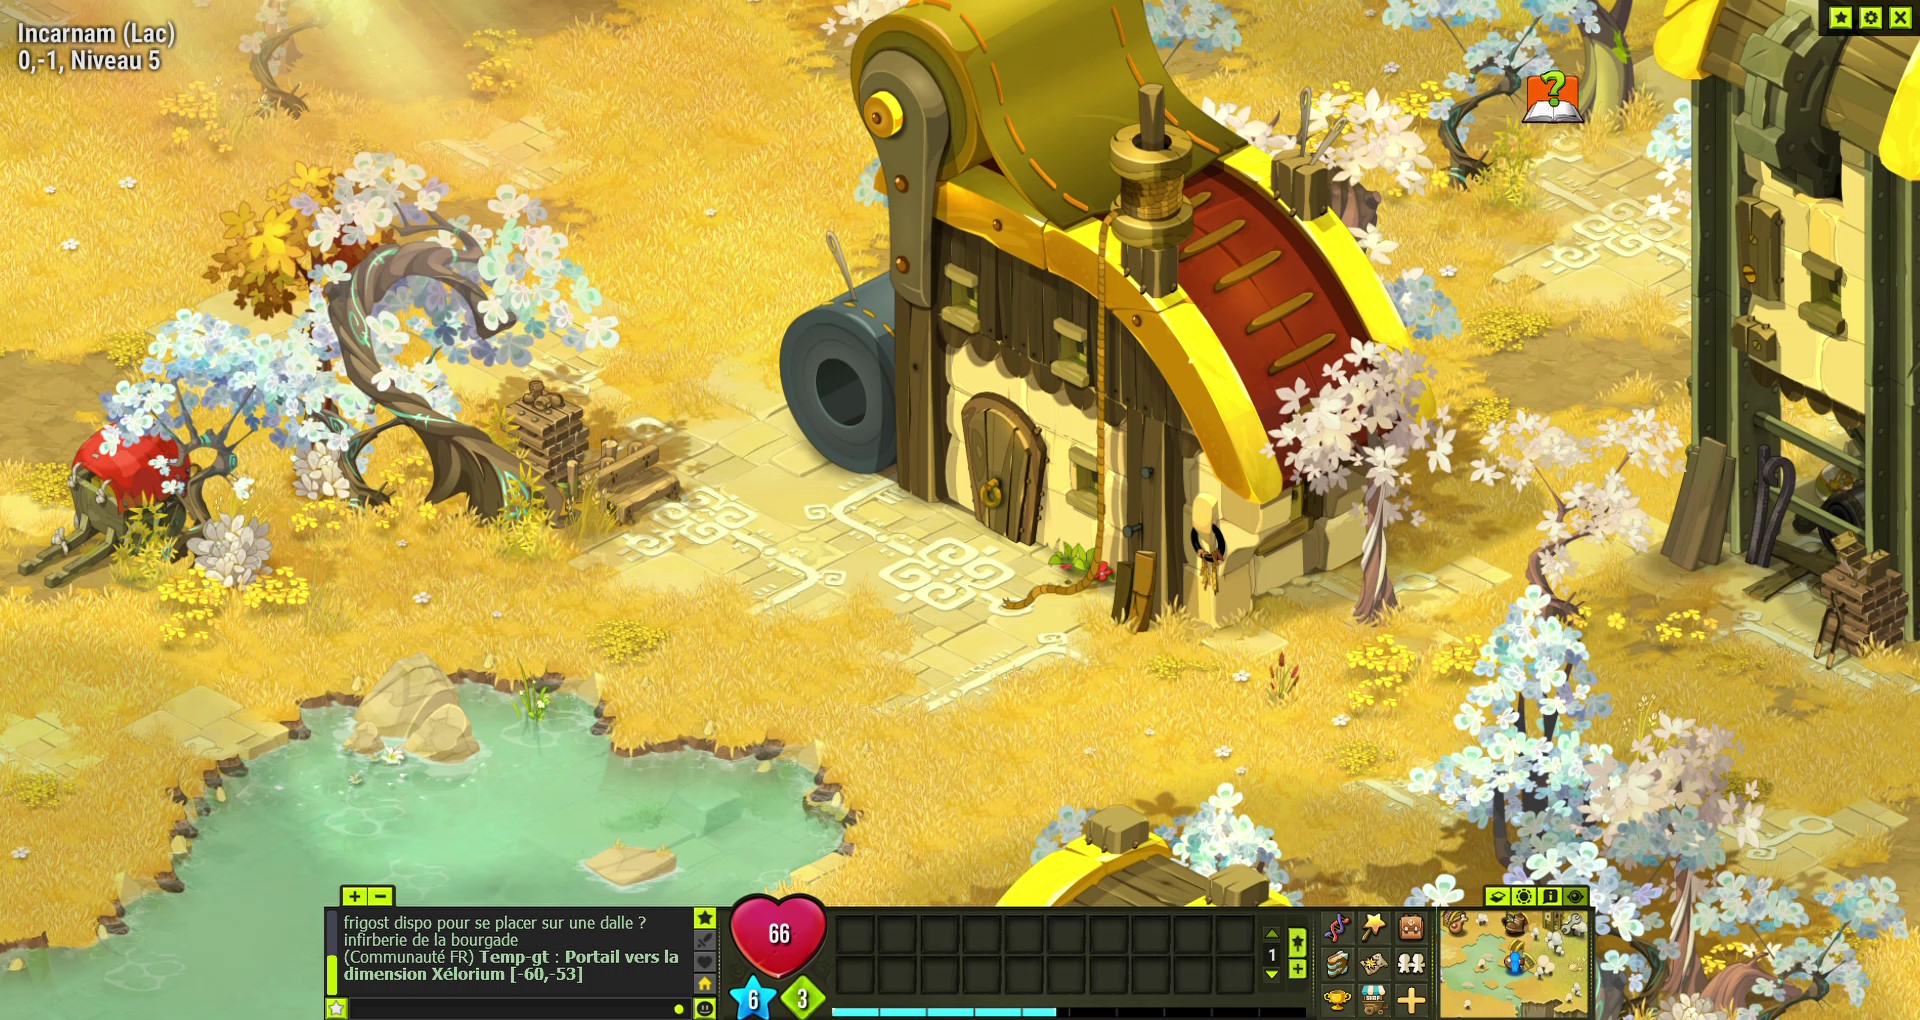 Incarnam (Lac)
0,-1, Niveau 5
?
frigost dispo pour se placer sur une dalle ?
infirberie de la bourgade
(Communauté FR) Temp-gt : Portail vers la
dimension Xélorium [-60,-53]
66
6
3
1
SHOP